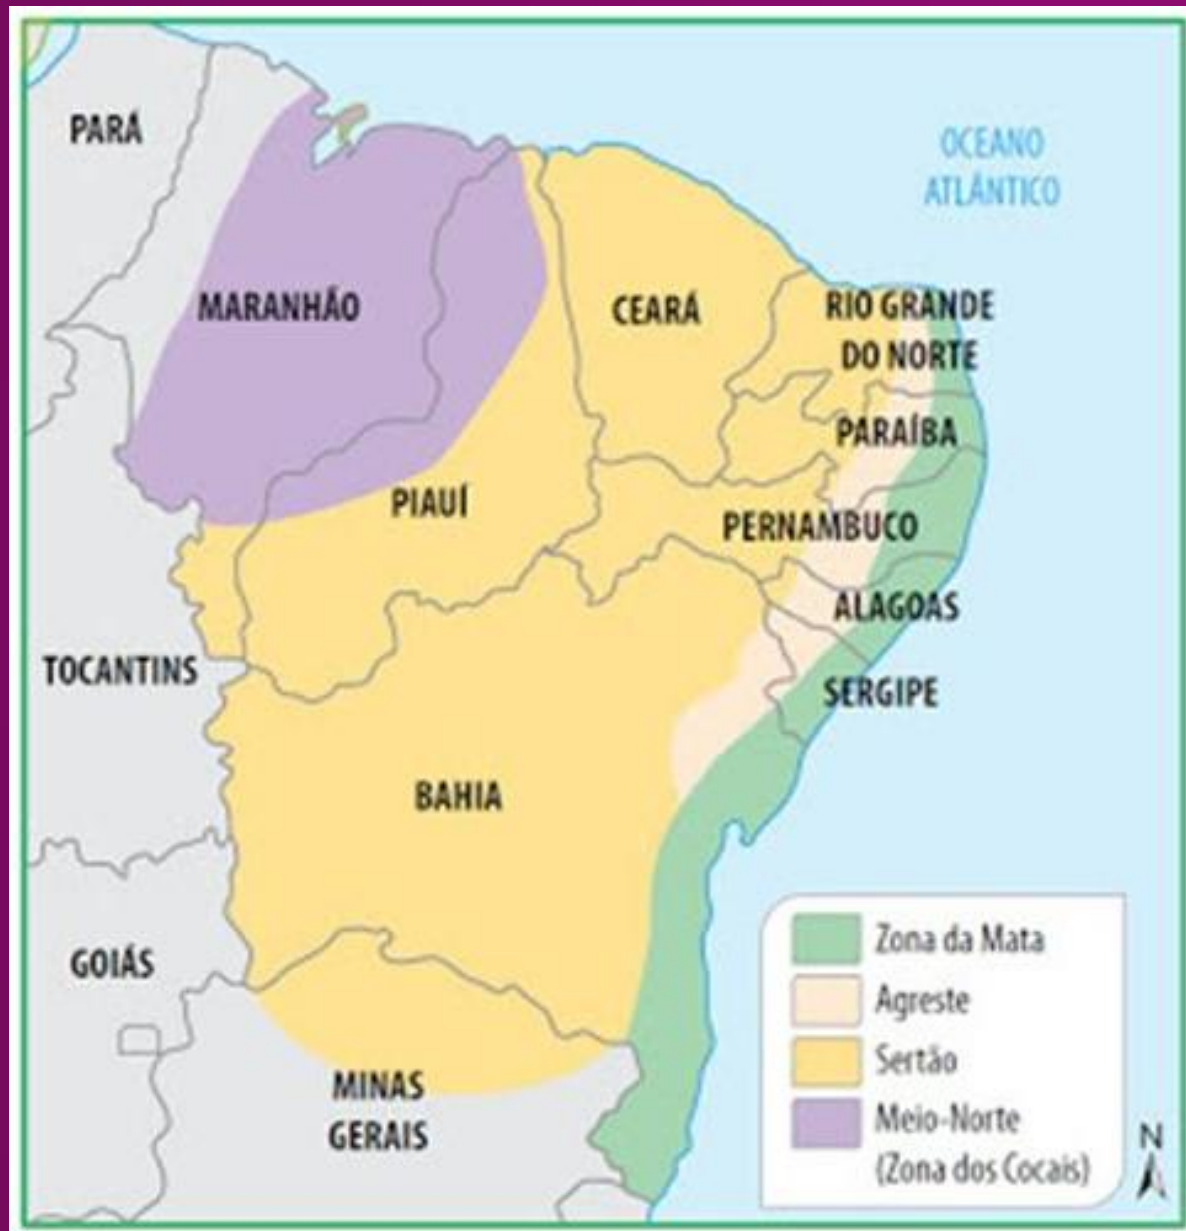 PARÁ
OCEANO
ATLÂNTICO
MARANHÃO
CEARÁ
RIO GRANDE
DO NORTE
PARAÍBA
PIAUÍ
PERNAMBUCO
ALAGOAS
TOCANTINS
SERGIPE
BAHIA
GOIÁS
MINAS
GERAIS
Zona da Mata
Agreste
Sertão
Meio-Norte
(Zona dos Cocais)
N